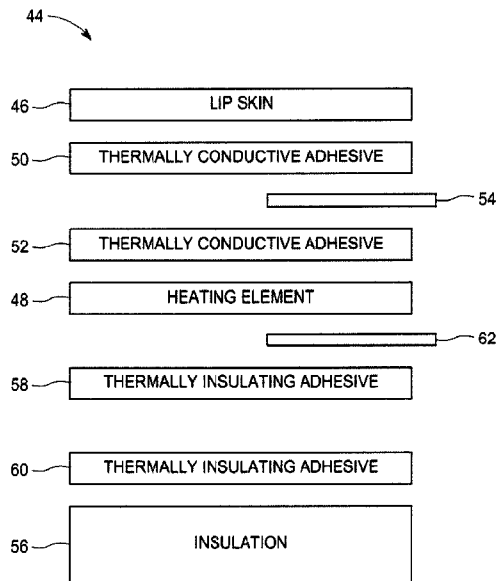 44
46 LIP SKIN
50 THERMALLY CONDUCTIVE ADHESIVE
54
52 THERMALLY CONDUCTIVE ADHESIVE
48 HEATING ELEMENT
62
58 THERMALLY INSULATING ADHESIVE
60 THERMALLY INSULATING ADHESIVE
56 INSULATION